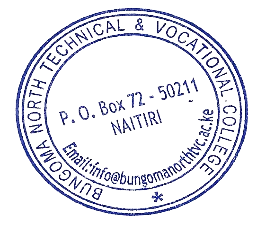 BUNGOMA NORTH TECHNICAL & VOCATIONAL COLLEGE
P. O. Box 72 - 50211
NAITIRI
Email:info@bungomanorthtvc.ac.ke
*